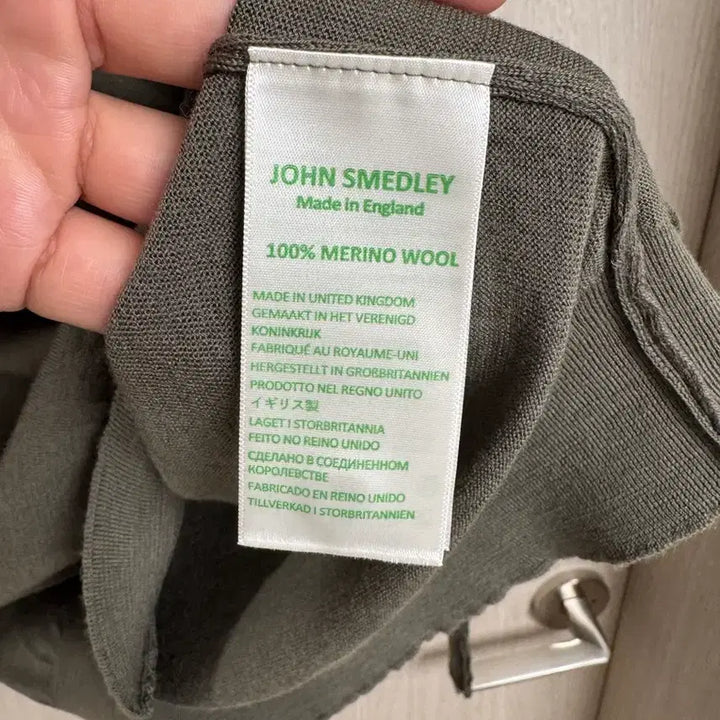 JOHN SMEDLEY
Made in England
100% MERINO WOOL
MADE IN UNITED KINGDOM
GEMAAKT IN HET VERENIGD
KONINKRIJK
FABRIQUÉ AU ROYAUME-UNI
HERGESTELLT IN GROßBRITANNIEN
PRODOTTO NEL REGNO UNITO
イギリス製
LAGET I STORBRITANNIA
FEITO NO REINO UNIDO
СДЕЛАНО В СОЕДИНЕННОМ
КОРОЛЕВСТВЕ
FABRICADO EN REINO UNIDO
TILLVERKAD I STORBRITANNIEN